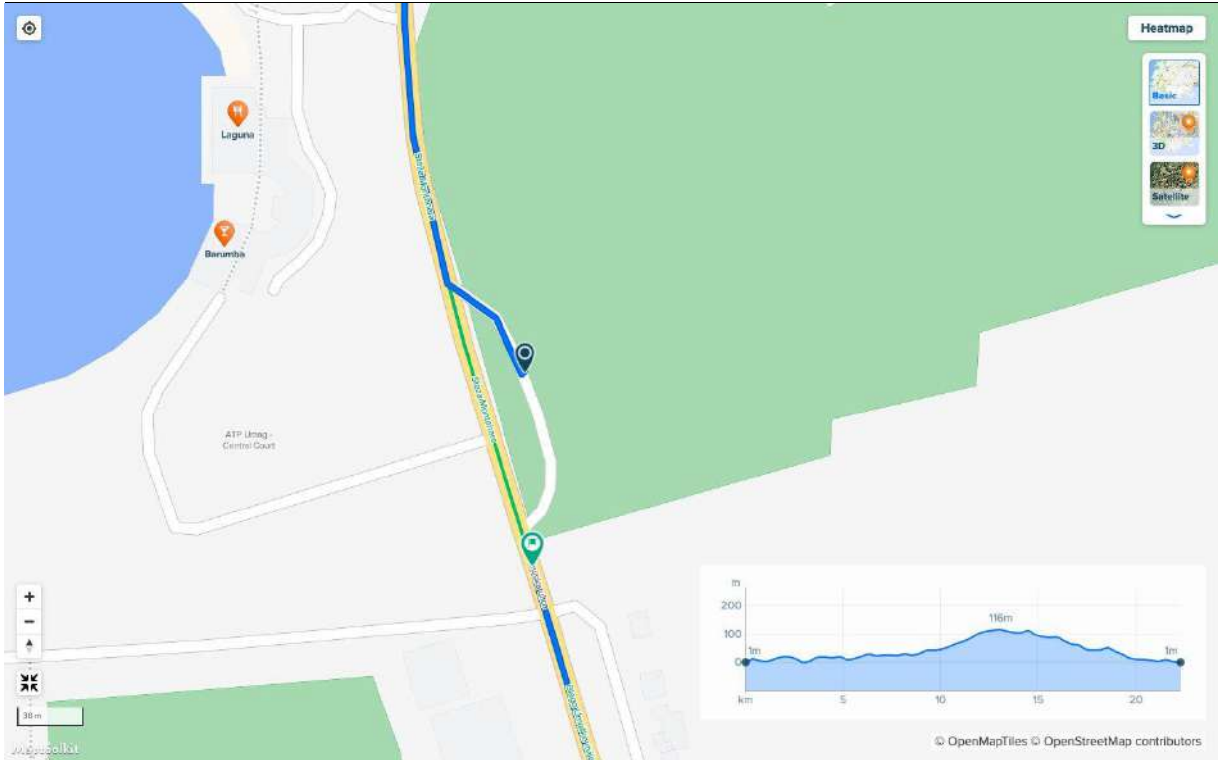 Heatmap
Basic
3D
Satellite
Laguna
Barumba
ATP Umag -
Central Court
+
−
38 m
m
200
100
0
1m
116m
1m
km
5
10
15
20
© OpenMapTiles © OpenStreetMap contributors